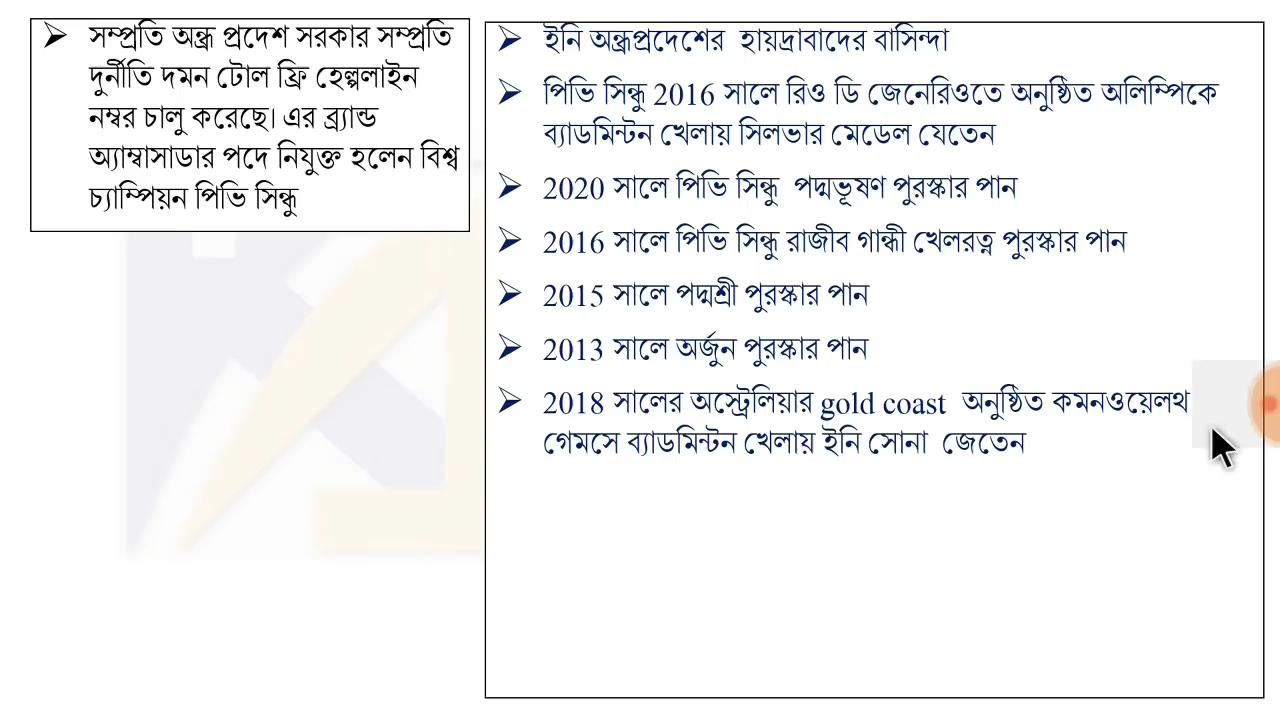 সম্প্রতি অন্ধ্র প্রদেশ সরকার সম্প্রতি
দুর্নীতি দমন টোল ফ্রি হেল্পলাইন
নম্বর চালু করেছে। এর ব্র্যান্ড
অ্যাম্বাসাডার পদে নিযুক্ত হলেন বিশ্ব
চ্যাম্পিয়ন পিভি সিন্ধু
ইনি অন্ধ্রপ্রদেশের হায়দ্রাবাদের বাসিন্দা
পিভি সিন্ধু 2016 সালে রিও ডি জেনেরিওতে অনুষ্ঠিত অলিম্পিকে
ব্যাডমিন্টন খেলায় সিলভার মেডেল যেতেন
2020 সালে পিভি সিন্ধু পদ্মভূষণ পুরস্কার পান
2016 সালে পিভি সিন্ধু রাজীব গান্ধী খেলরত্ন পুরস্কার পান
2015 সালে পদ্মশ্রী পুরস্কার পান
2013 সালে অর্জুন পুরস্কার পান
2018 সালের অস্ট্রেলিয়ার gold coast অনুষ্ঠিত কমনওয়েলথ
গেমসে ব্যাডমিন্টন খেলায় ইনি সোনা জেতেন